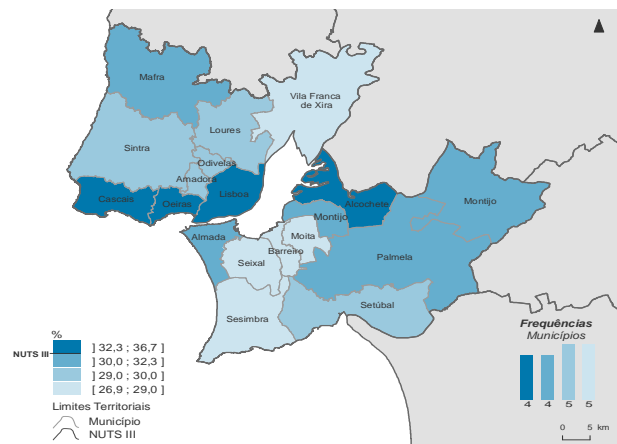 Mafra
Vila Franca
de Xira
Loures
Sintra
Odivelas
Amadora
Cascais
Oeiras
Lisboa
Alcochete
Montijo
Montijo
Almada
Moita
Barreiro
Seixal
Palmela
Setúbal
Sesimbra
%
NUTS III
] 32,3 ; 36,7 ]
] 30,0 ; 32,3 ]
] 29,0 ; 30,0 ]
[ 26,9 ; 29,0 ]
Limites Territoriais
Município
NUTS III
Frequências
Municípios
4 4 5 5
0 5 km